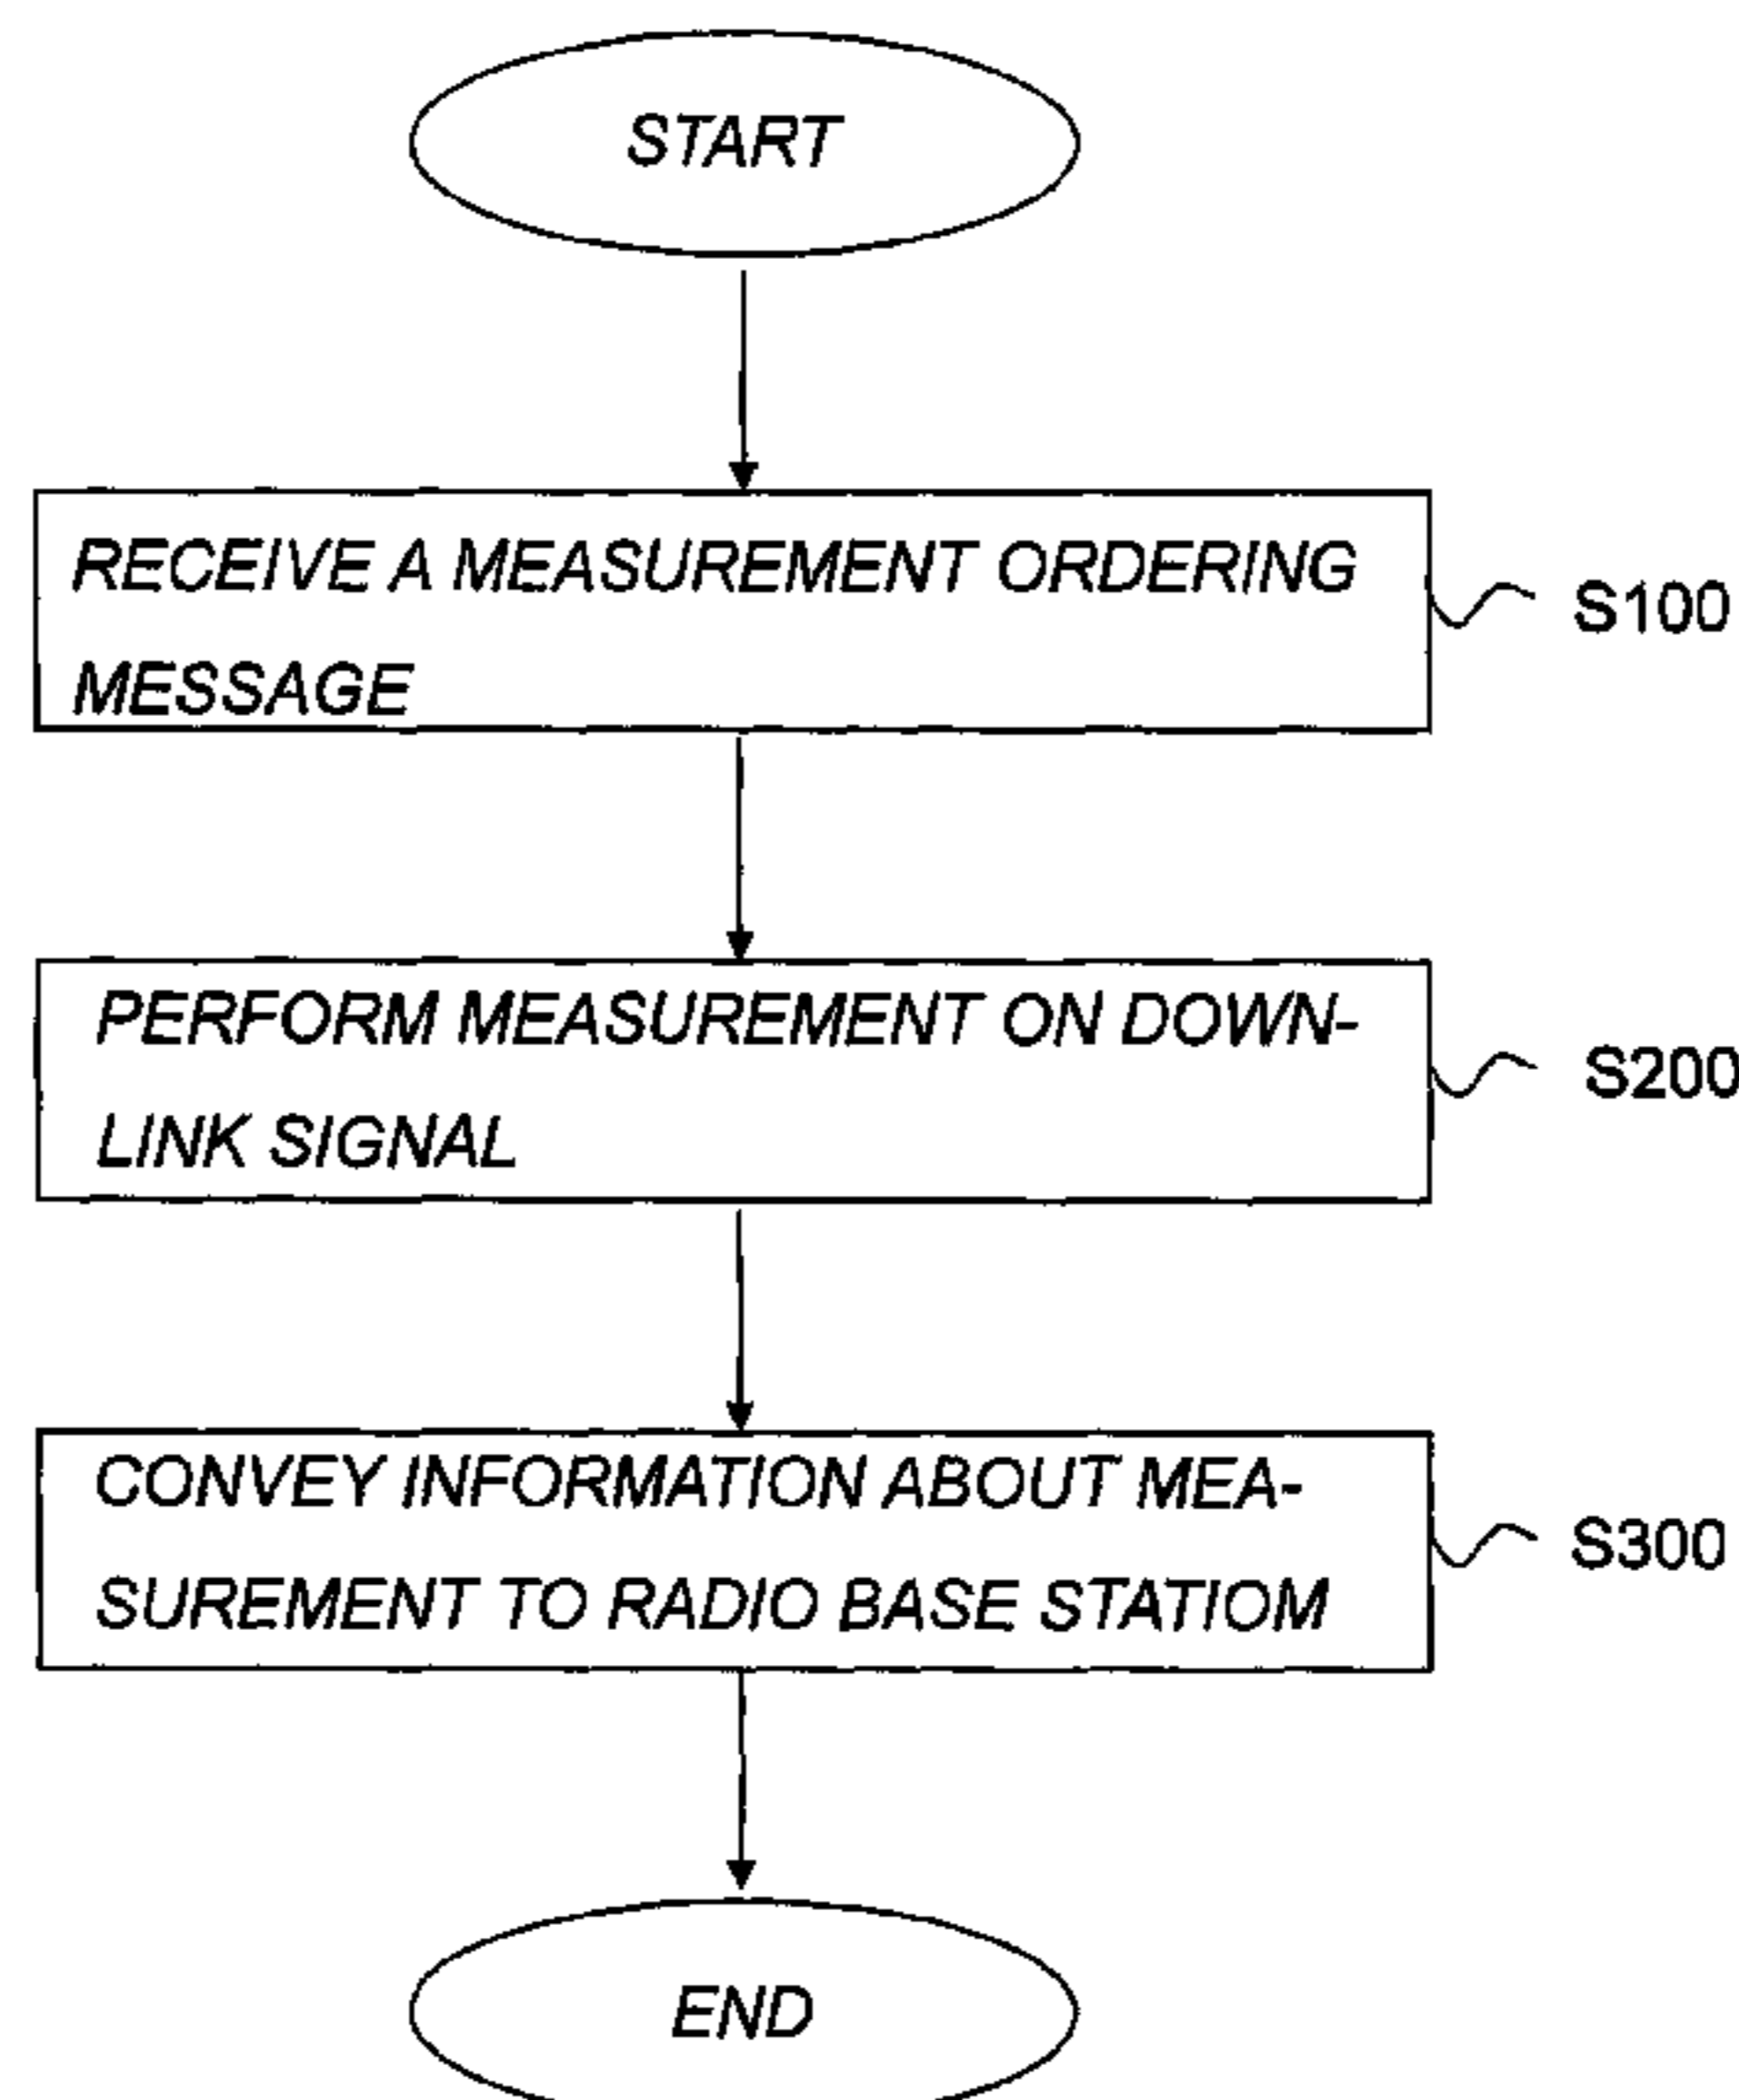 START
RECEIVE A MEASUREMENT ORDERING
MESSAGE
S100
PERFORM MEASUREMENT ON DOWN-
LINK SIGNAL
S200
CONVEY INFORMATION ABOUT MEA-
SUREMENT TO RADIO BASE STATIOM
S300
END